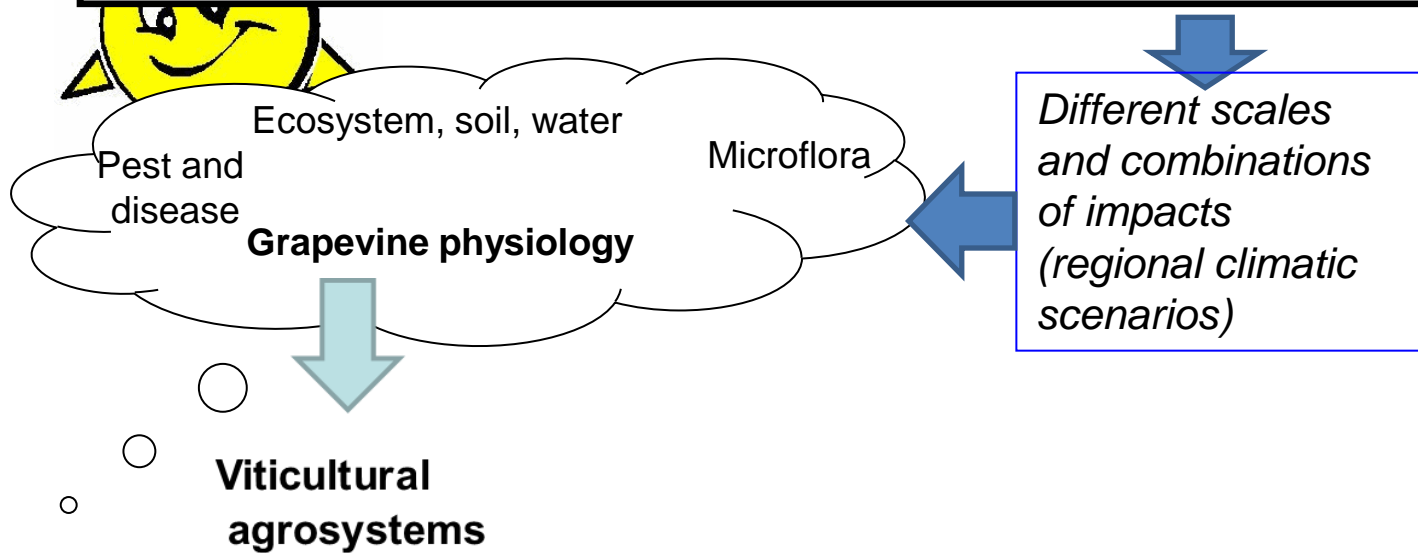 Ecosystem, soil, water
Microflora
Pest and
disease
Grapevine physiology
Viticultural
agrosystems
Different scales
and combinations
of impacts
(regional climatic
scenarios)